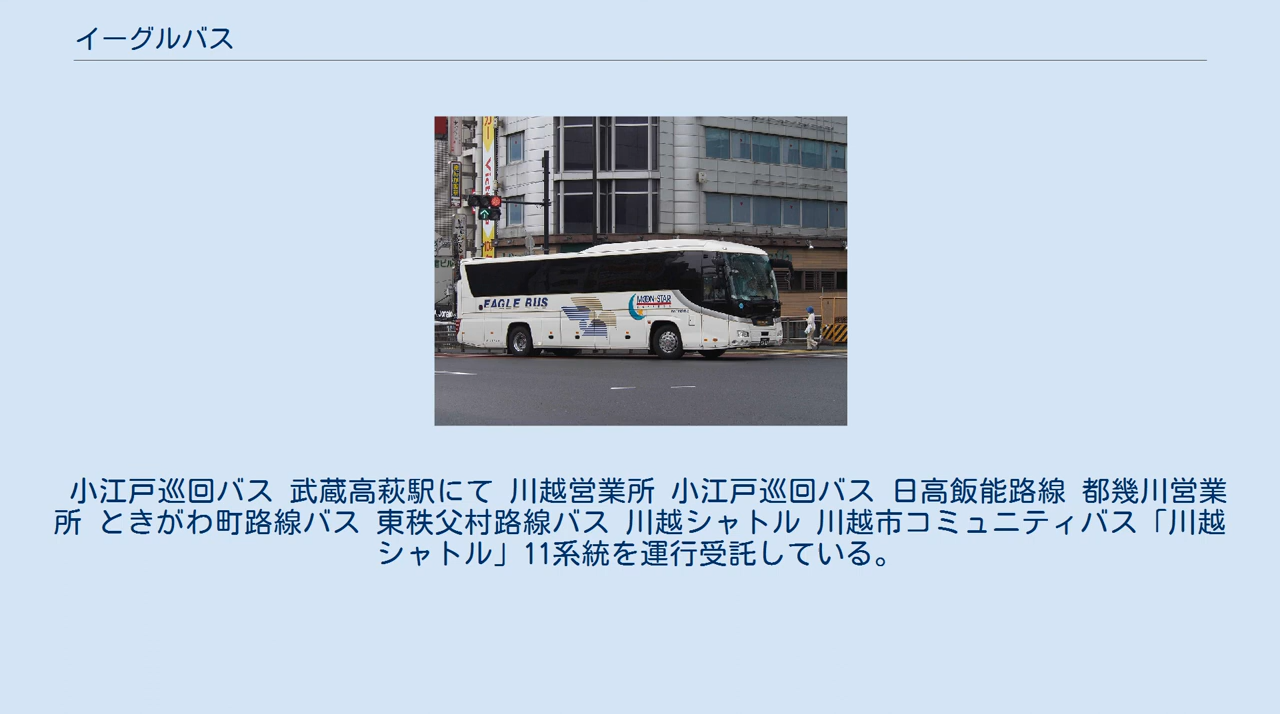 イーグルバス
EAGLE BUS
MOON-STAR
小江戸巡回バス 武蔵高萩駅にて 川越営業所 小江戸巡回バス 日高飯能路線 都幾川営業
所 ときがわ町路線バス 東秩父村路線バス 川越シャトル 川越市コミュニティバス「川越
シャトル」11系統を運行受託している。